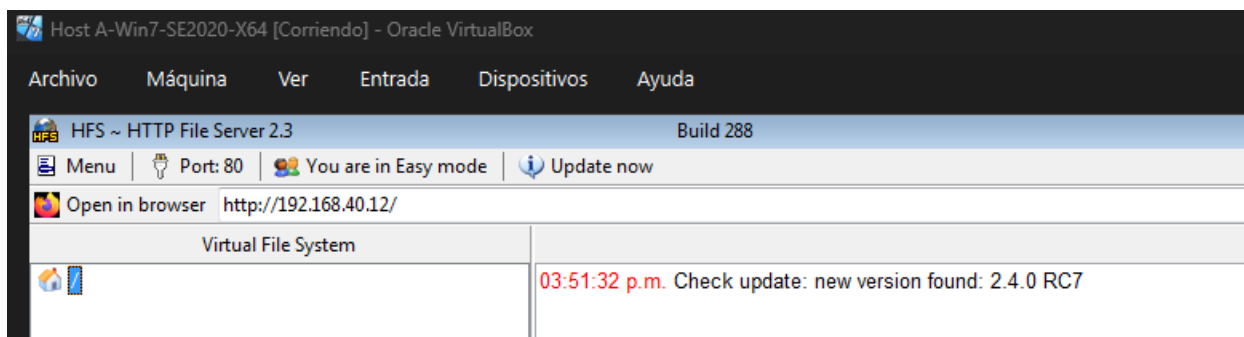 Host A-Win7-SE2020-X64 [Corriendo] - Oracle VirtualBox
Archivo Máquina Ver Entrada Dispositivos Ayuda
HFS HFS ~ HTTP File Server 2.3 Build 288
Menu Port: 80 You are in Easy mode Update now
Open in browser http://192.168.40.12/
Virtual File System
/ 03:51:32 p.m. Check update: new version found: 2.4.0 RC7